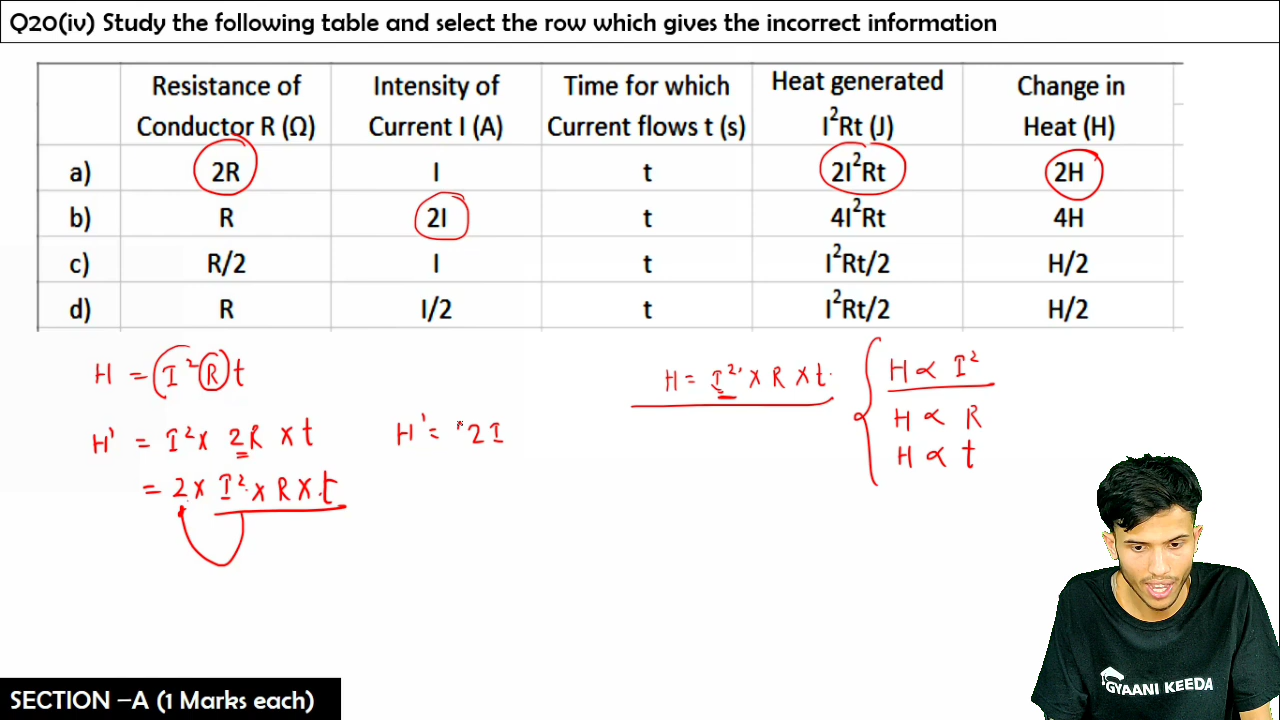 Q20(iv) Study the following table and select the row which gives the incorrect information
Resistance of Conductor R (Ω) Intensity of Current I (A) Time for which Current flows t (s) Heat generated I²Rt (J) Change in Heat (H)
a) 2R I t 2I²Rt 2H
b) R 2I t 4I²Rt 4H
c) R/2 I t I²Rt/2 H/2
d) R I/2 t I²Rt/2 H/2
H = I² R t
H' = I² × 2R × t
= 2 × I² × R × t
H' = 2I
H = I² × R × t
H ∝ I²
H ∝ R
H ∝ t
GYAANI KEEDA
SECTION –A (1 Marks each)